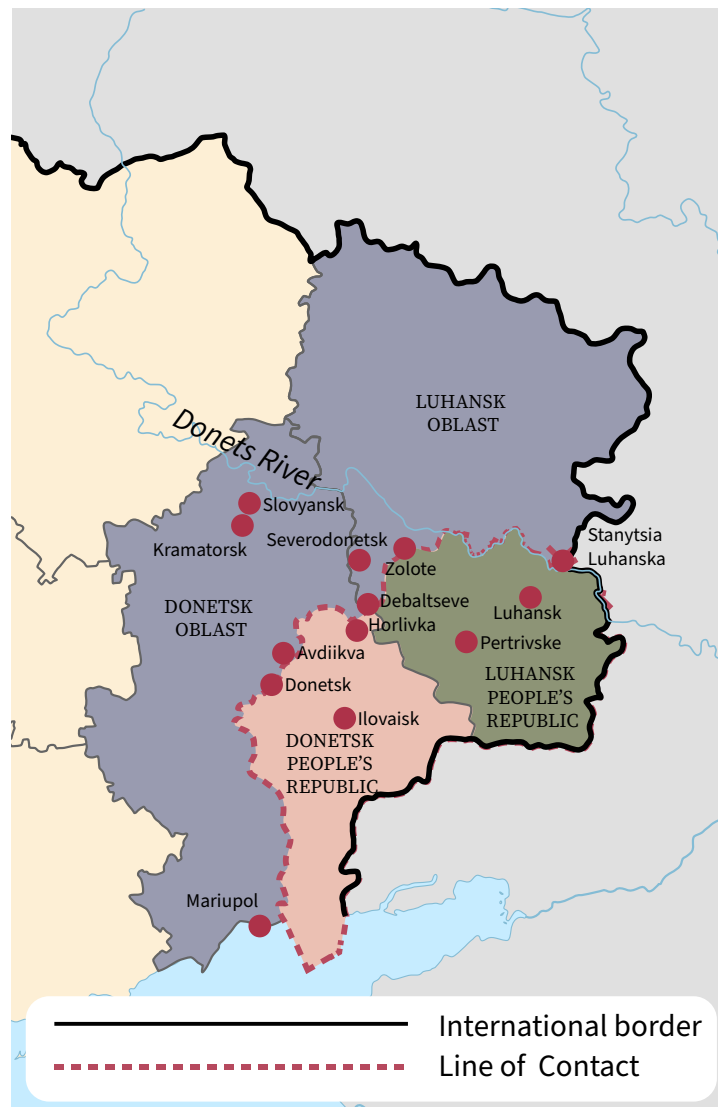 LUHANSK
OBLAST
Donets River
Slovyansk
Kramatorsk
Severodonetsk
Stanytsia
Luhanska
Zolote
DONETSK
OBLAST
Debaltseve
Luhansk
Horlivka
Pertrivske
Avdiikva
LUHANSK
PEOPLE'S
REPUBLIC
Donetsk
Ilovaisk
DONETSK
PEOPLE'S
REPUBLIC
Mariupol
International border
Line of Contact